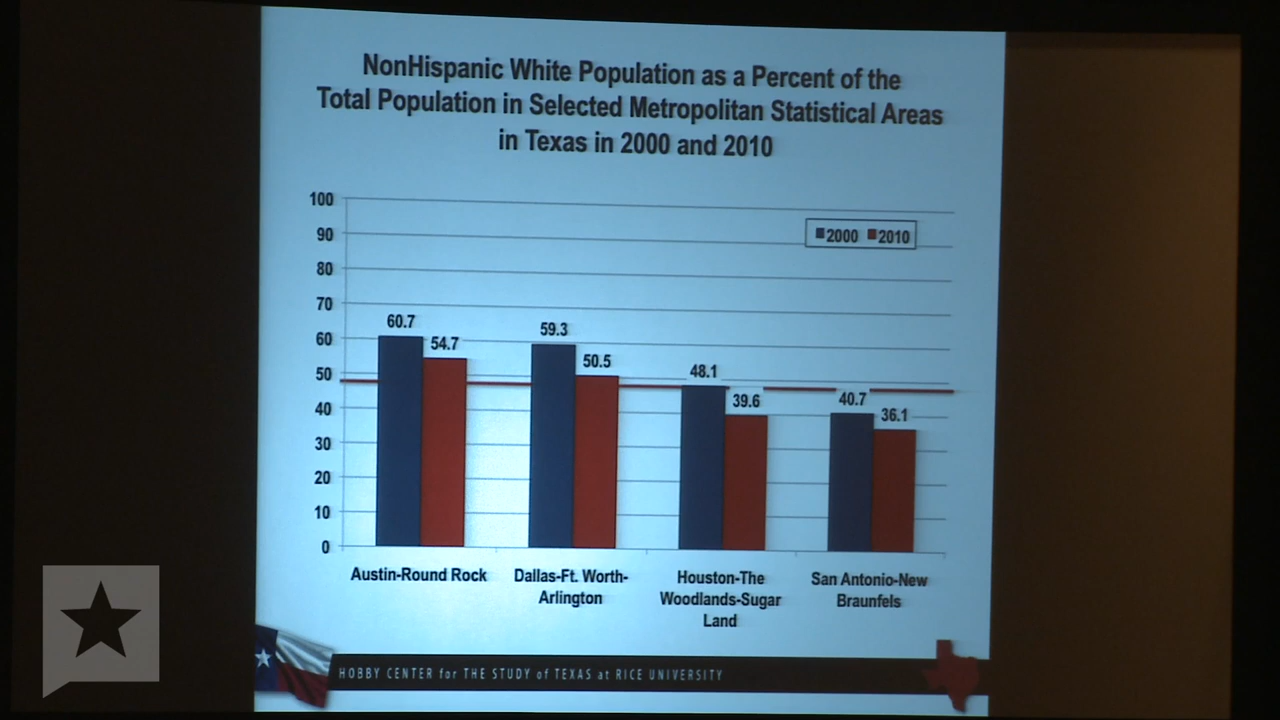 NonHispanic White Population as a Percent of the
Total Population in Selected Metropolitan Statistical Areas
in Texas in 2000 and 2010
100
90
80
70
60
50
40
30
20
10
0
2000 2010
60.7
54.7
59.3
50.5
48.1
39.6
40.7
36.1
Austin-Round Rock
Dallas-Ft. Worth-
Arlington
Houston-The
Woodlands-Sugar
Land
San Antonio-New
Braunfels
HOBBY CENTER for THE STUDY of TEXAS at RICE UNIVERSITY